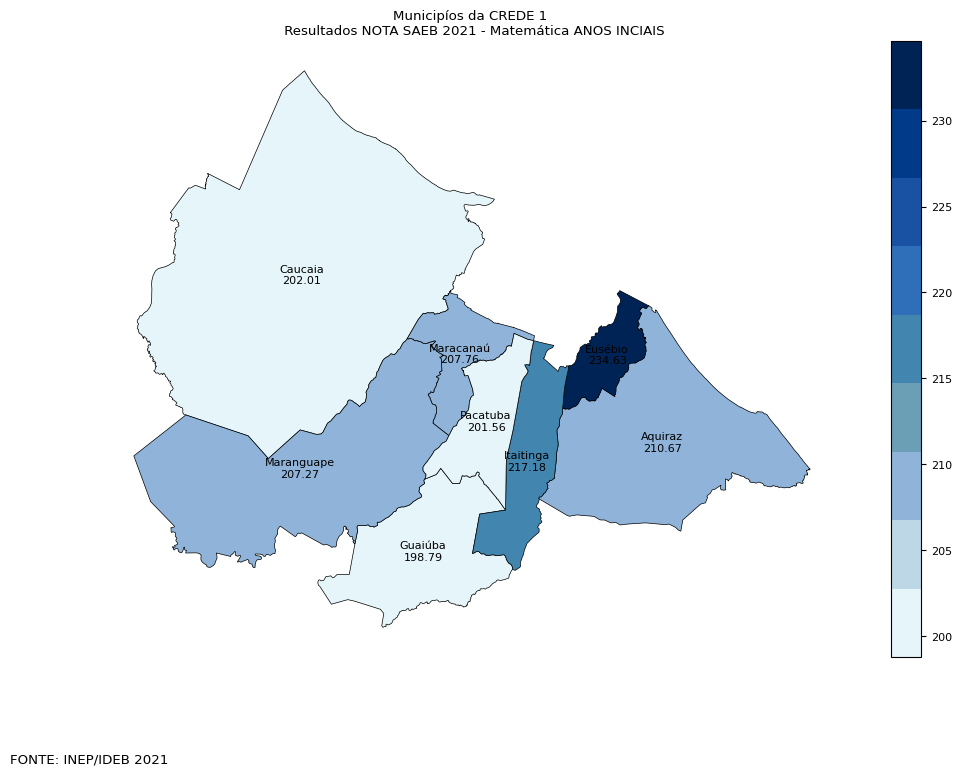 Municipíos da CREDE 1
Resultados NOTA SAEB 2021 - Matemática ANOS INCIAIS
230
225
220
215
210
205
200
Caucaia
202.01
Maracanaú
207.76
Eusébio
234.63
Pacatuba
201.56
Aquiraz
210.67
Itaitinga
217.18
Maranguape
207.27
Guaiúba
198.79
FONTE: INEP/IDEB 2021